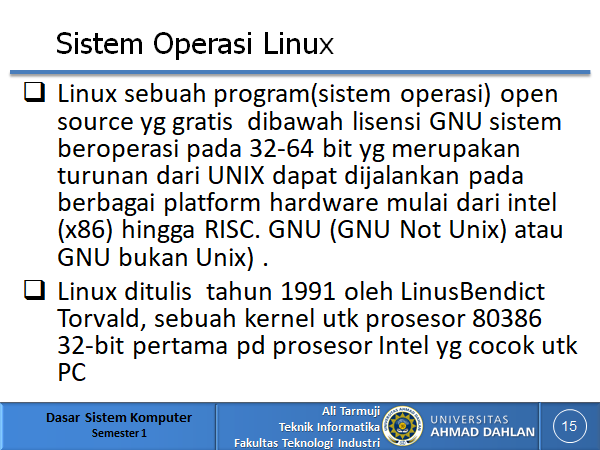 Sistem Operasi Linux
❑ Linux sebuah program(sistem operasi) open
source yg gratis dibawah lisensi GNU sistem
beroperasi pada 32-64 bit yg merupakan
turunan dari UNIX dapat dijalankan pada
berbagai platform hardware mulai dari intel
(x86) hingga RISC. GNU (GNU Not Unix) atau
GNU bukan Unix) .
❑ Linux ditulis tahun 1991 oleh LinusBendict
Torvald, sebuah kernel utk prosesor 80386
32-bit pertama pd prosesor Intel yg cocok utk
PC
Dasar Sistem Komputer
Semester 1
Ali Tarmuji
Teknik Informatika
Fakultas Teknologi Industri
UNIVERSITAS
AHMAD DAHLAN
15